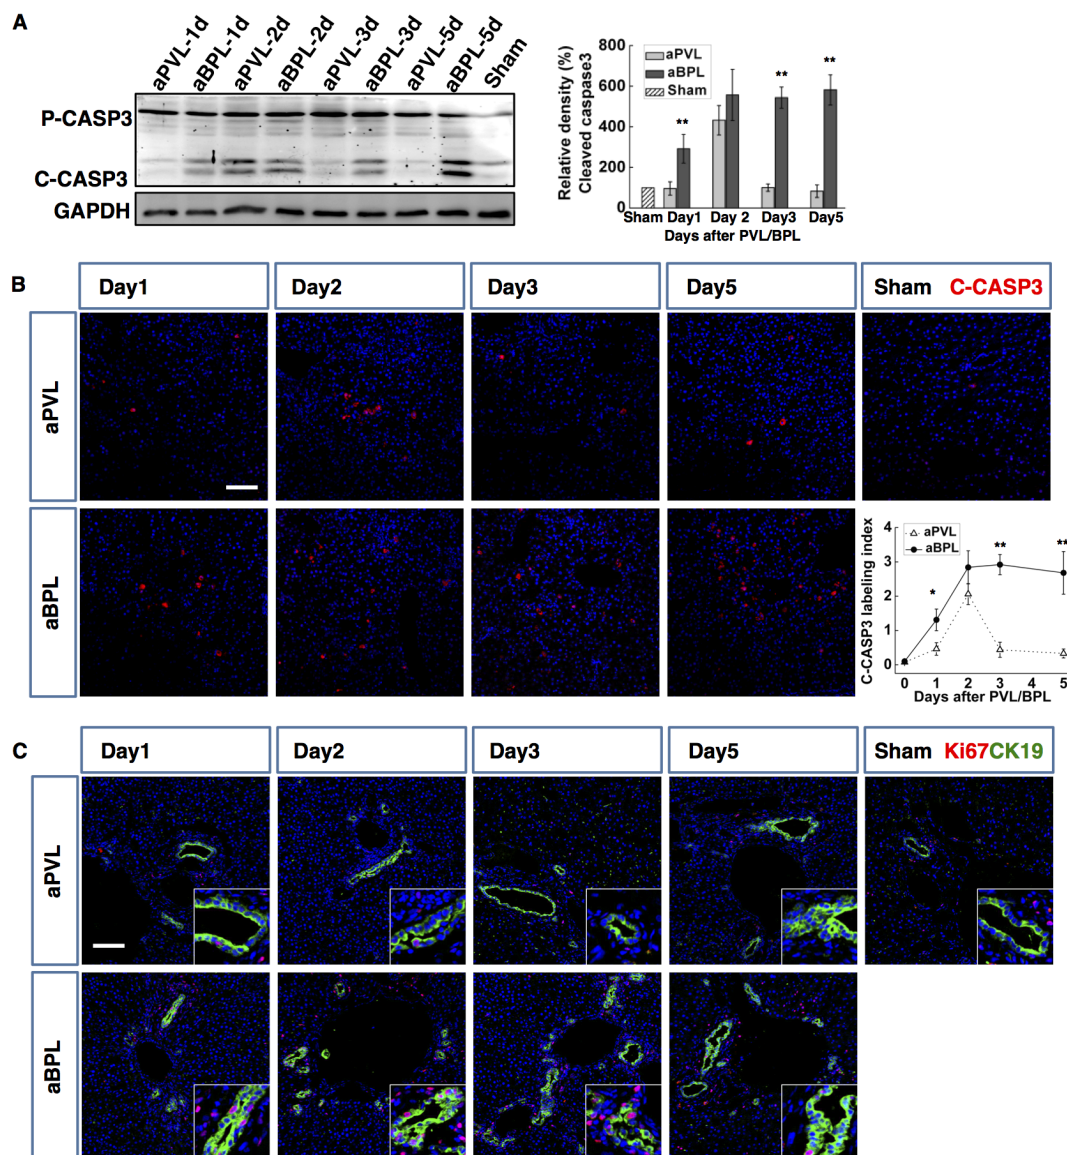 A
aPVL-1d
aBPL-1d
aPVL-2d
aBPL-2d
aPVL-3d
aBPL-3d
aPVL-5d
aBPL-5d
Sham
P-CASP3
C-CASP3
GAPDH
Relative density (%)
Cleaved caspase3
800
600
400
200
0
aPVL
aBPL
Sham
**
**
**
Sham Day1 Day 2 Day3 Day5
Days after PVL/BPL
B
Day1
Day2
Day3
Day5
Sham C-CASP3
aPVL
aBPL
C-CASP3 labeling index
4
3
2
1
0
aPVL
aBPL
*
**
**
0 1 2 3 4 5
Days after PVL/BPL
C
Day1
Day2
Day3
Day5
Sham Ki67CK19
aPVL
aBPL